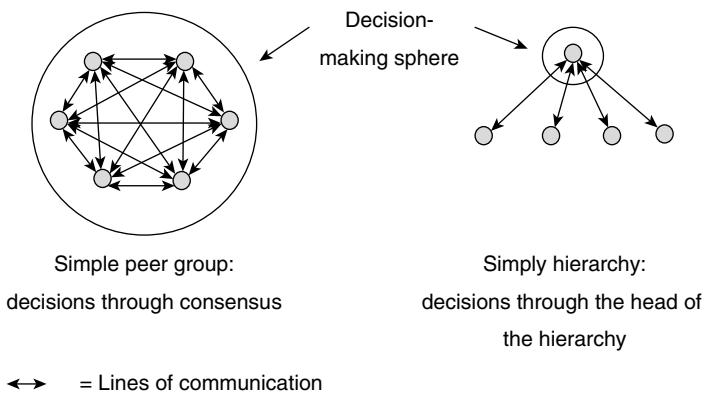 Decision-
making sphere
Simple peer group:
decisions through consensus
Simply hierarchy:
decisions through the head of
the hierarchy
= Lines of communication